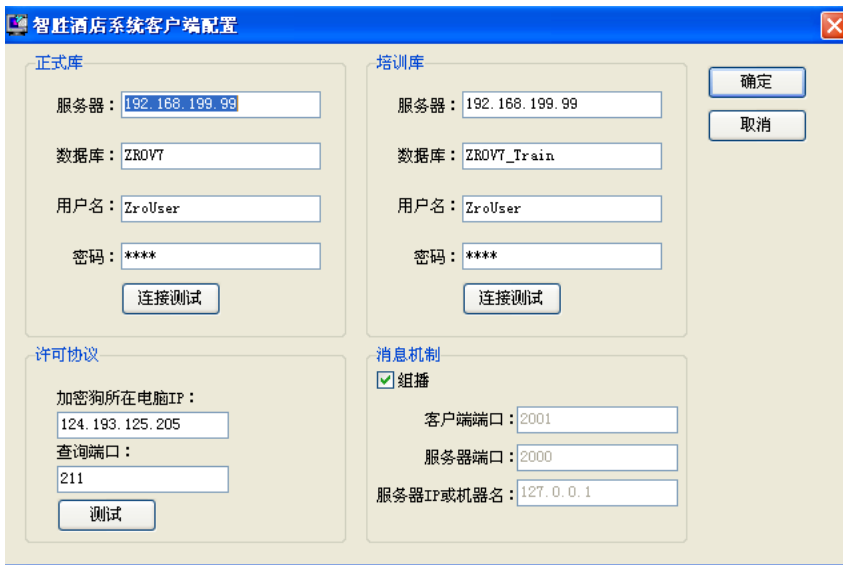 智胜酒店系统客户端配置
正式库
服务器：192.168.199.99
数据库：ZROV7
用户名：ZroUser
密码：****
连接测试
培训库
服务器：192.168.199.99
数据库：ZROV7_Train
用户名：ZroUser
密码：****
连接测试
确定
取消
许可协议
加密狗所在电脑IP：
124.193.125.205
查询端口：
211
测试
消息机制
组播
客户端端口：2001
服务器端口：2000
服务器IP或机器名：127.0.0.1